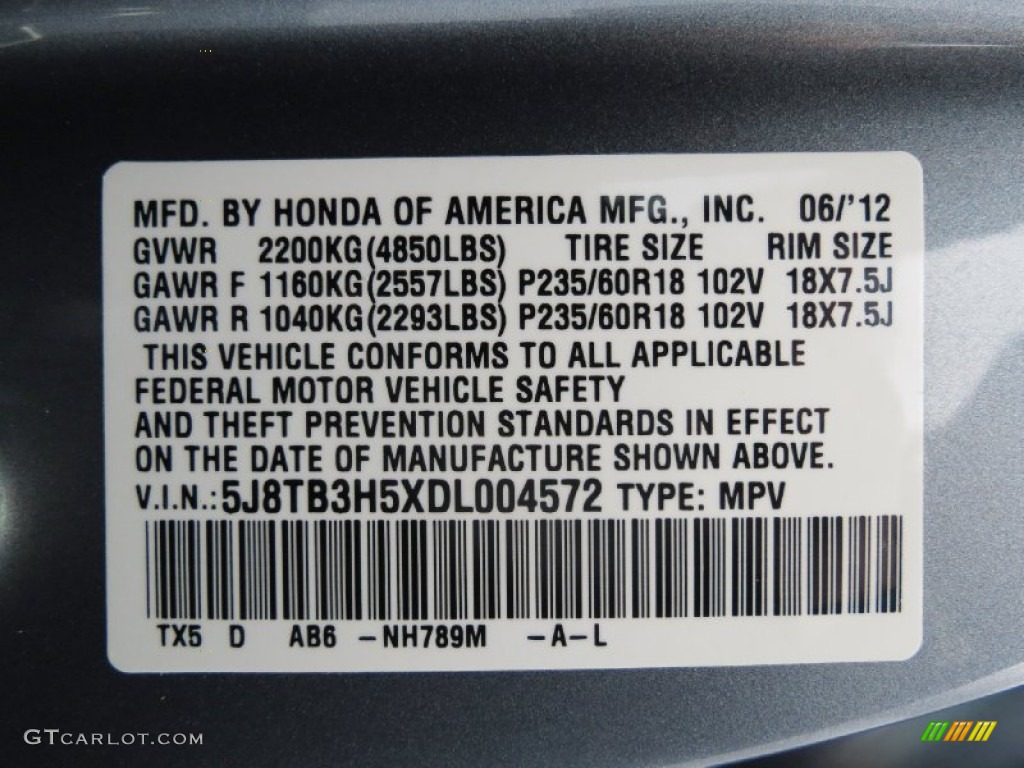 MFD. BY HONDA OF AMERICA MFG., INC. 06/'12
GVWR 2200KG(4850LBS) TIRE SIZE RIM SIZE
GAWR F 1160KG(2557LBS) P235/60R18 102V 18X7.5J
GAWR R 1040KG(2293LBS) P235/60R18 102V 18X7.5J
THIS VEHICLE CONFORMS TO ALL APPLICABLE
FEDERAL MOTOR VEHICLE SAFETY
AND THEFT PREVENTION STANDARDS IN EFFECT
ON THE DATE OF MANUFACTURE SHOWN ABOVE.
V.I.N.: 5J8TB3H5XDL004572 TYPE: MPV
TX5 D AB6 -NH789M -A-L
GTCARLOT.COM